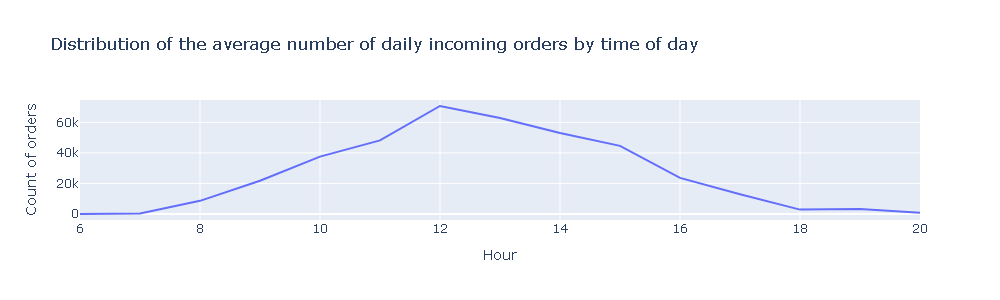 Distribution of the average number of daily incoming orders by time of day
Count of orders
60k
40k
20k
0
6 8 10 12 14 16 18 20
Hour